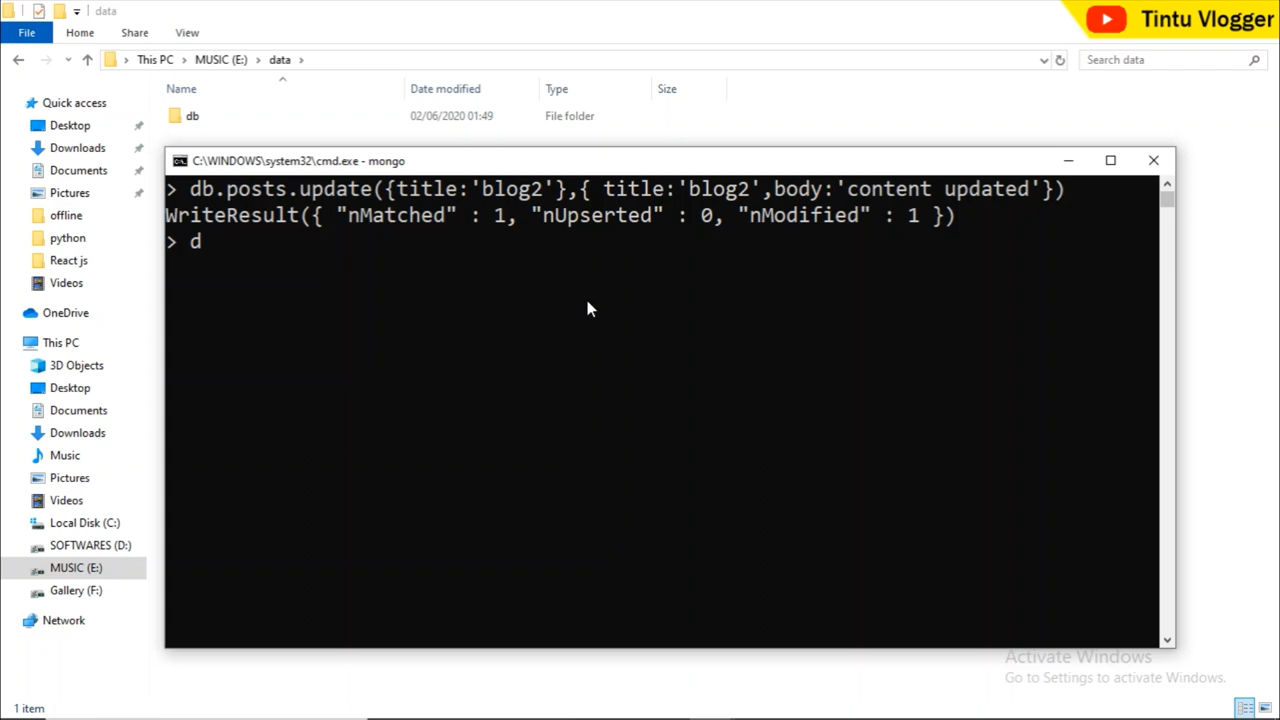 data
Tintu Vlogger
File Home Share View
This PC MUSIC (E:) data
Search data
Name Date modified Type Size
db 02/06/2020 01:49 File folder
Quick access
Desktop
Downloads
Documents
Pictures
offline
python
React js
Videos
OneDrive
This PC
3D Objects
Desktop
Documents
Downloads
Music
Pictures
Videos
Local Disk (C:)
SOFTWARES (D:)
MUSIC (E:)
Gallery (F:)
Network
C:\WINDOWS\system32\cmd.exe - mongo
> db.posts.update({title:'blog2'},{ title:'blog2',body:'content updated'})
WriteResult({ "nMatched" : 1, "nUpserted" : 0, "nModified" : 1 })
> d
Activate Windows
Go to Settings to activate Windows.
1 item